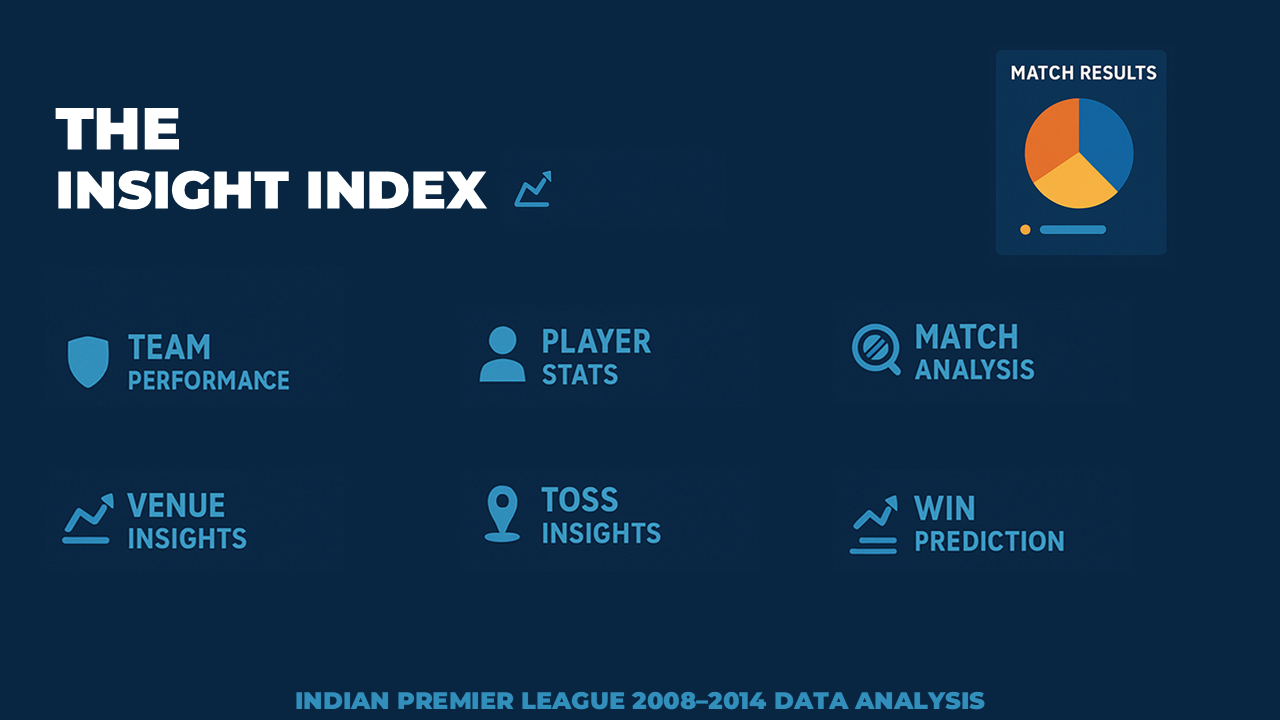 THE
INSIGHT INDEX
MATCH RESULTS
TEAM
PERFORMANCE
PLAYER
STATS
MATCH
ANALYSIS
VENUE
INSIGHTS
TOSS
INSIGHTS
WIN
PREDICTION
INDIAN PREMIER LEAGUE 2008–2014 DATA ANALYSIS